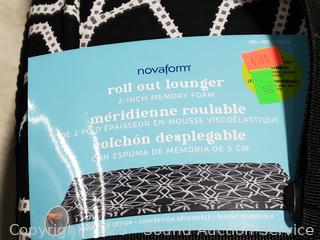 novaform
roll out lounger
2-INCH MEMORY FOAM
méridienne roulable
DE 2 PO D'ÉPAISSEUR EN MOUSSE VISCOÉLASTIQUE
colchón desplegable
CON ESPUMA DE MEMORIA DE 5 CM
CONCEPTION RÉVERSIBLE • DISEÑO REVERSIBLE
Sound Auction Service